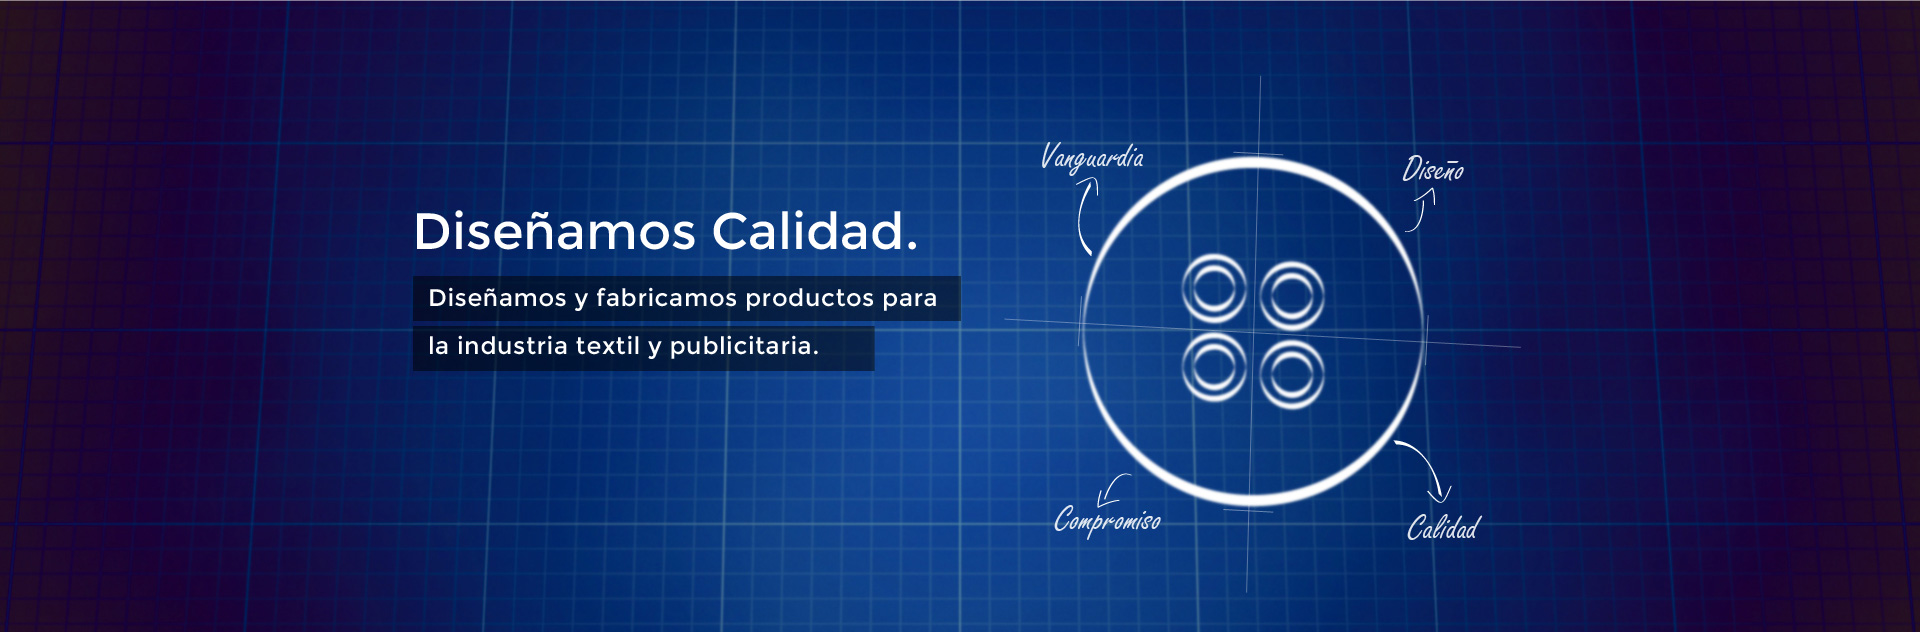 Diseñamos Calidad.
Diseñamos y fabricamos productos para
la industria textil y publicitaria.
Vanguardia
Diseño
Compromiso
Calidad